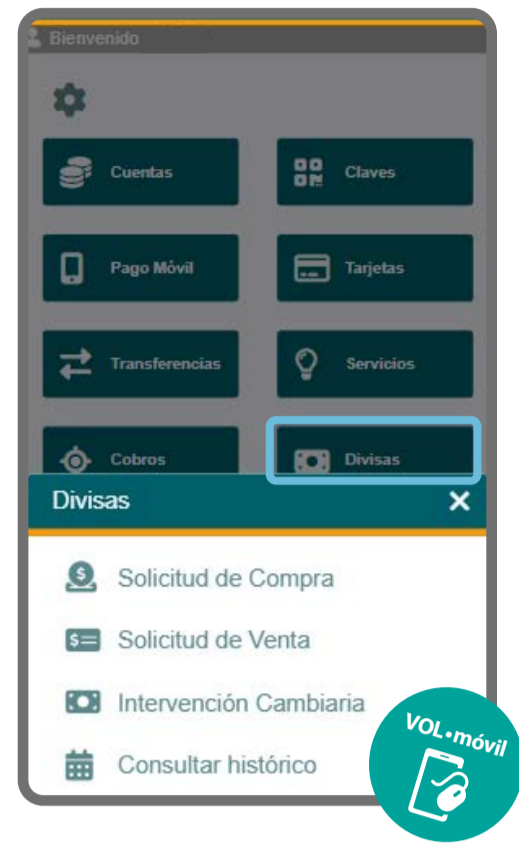 Bienvenido
Cuentas
Claves
Pago Móvil
Tarjetas
Transferencias
Servicios
Cobros
Divisas
Divisas
Solicitud de Compra
Solicitud de Venta
Intervención Cambiaria
Consultar histórico
VOL•móvil